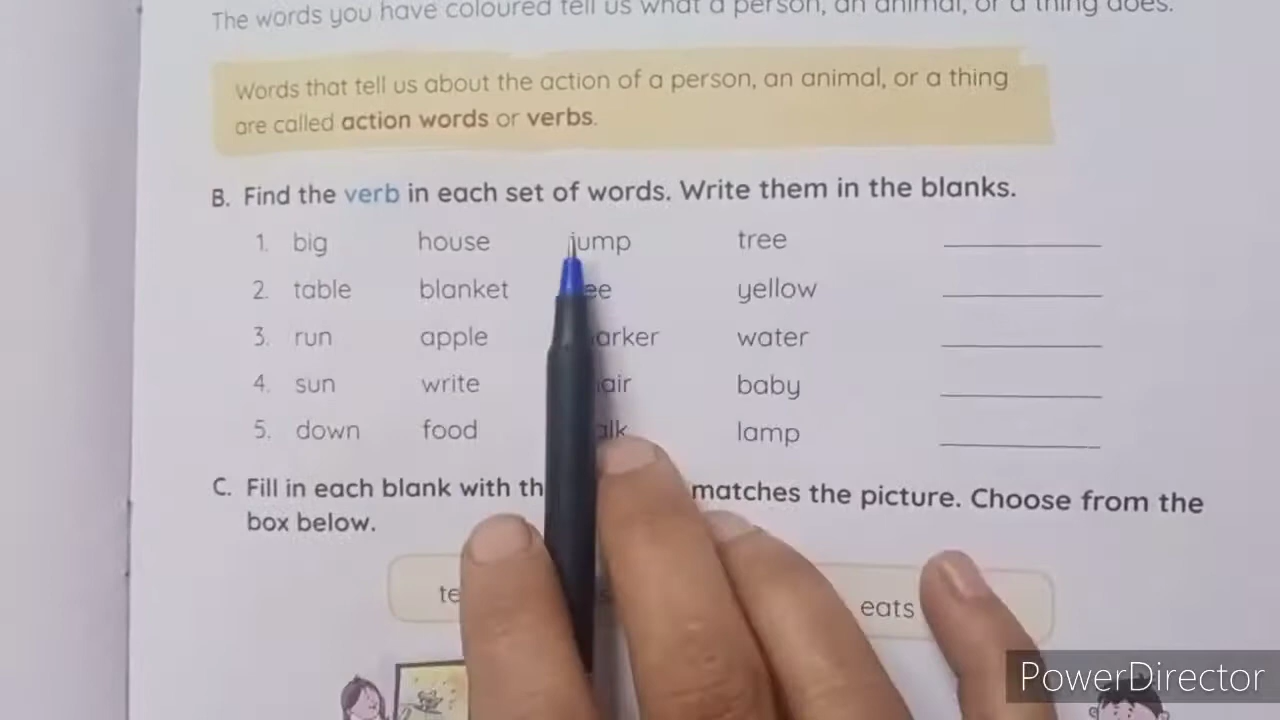 The words you have coloured tell us what a person, an animal, or a thing does.
Words that tell us about the action of a person, an animal, or a thing
are called action words or verbs.
B. Find the verb in each set of words. Write them in the blanks.
1. big house jump tree
2. table blanket yellow
3. run apple water
4. sun write baby
5. down food lamp
C. Fill in each blank with matches the picture. Choose from the
box below.
eats
PowerDirector